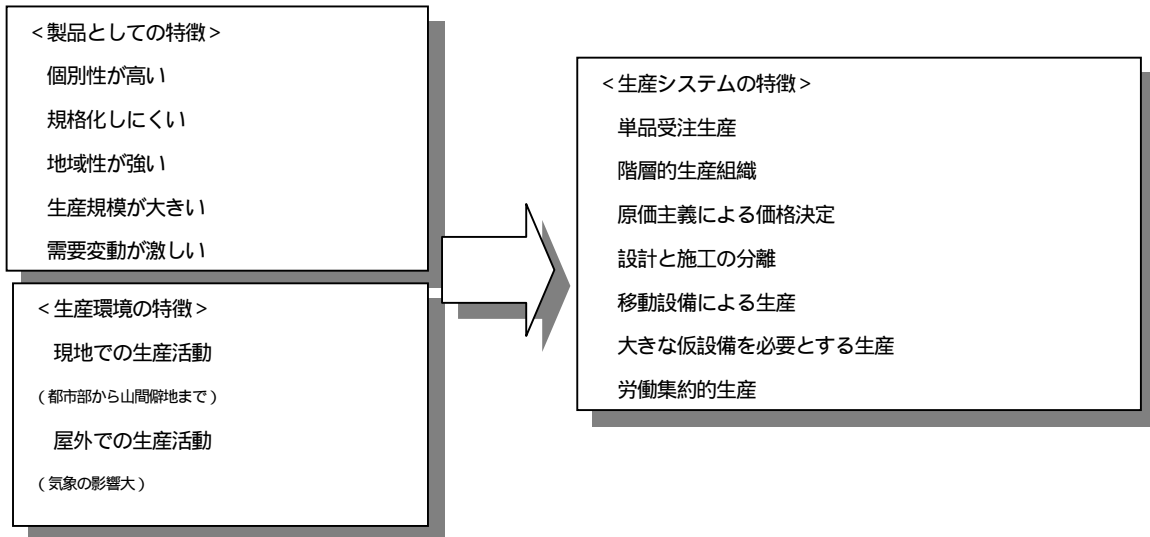 <製品としての特徴>
個別性が高い
規格化しにくい
地域性が強い
生産規模が大きい
需要変動が激しい
<生産環境の特徴>
現地での生産活動
(都市部から山間僻地まで)
屋外での生産活動
(気象の影響大)
<生産システムの特徴>
単品受注生産
階層的生産組織
原価主義による価格決定
設計と施工の分離
移動設備による生産
大きな仮設備を必要とする生産
労働集約的生産